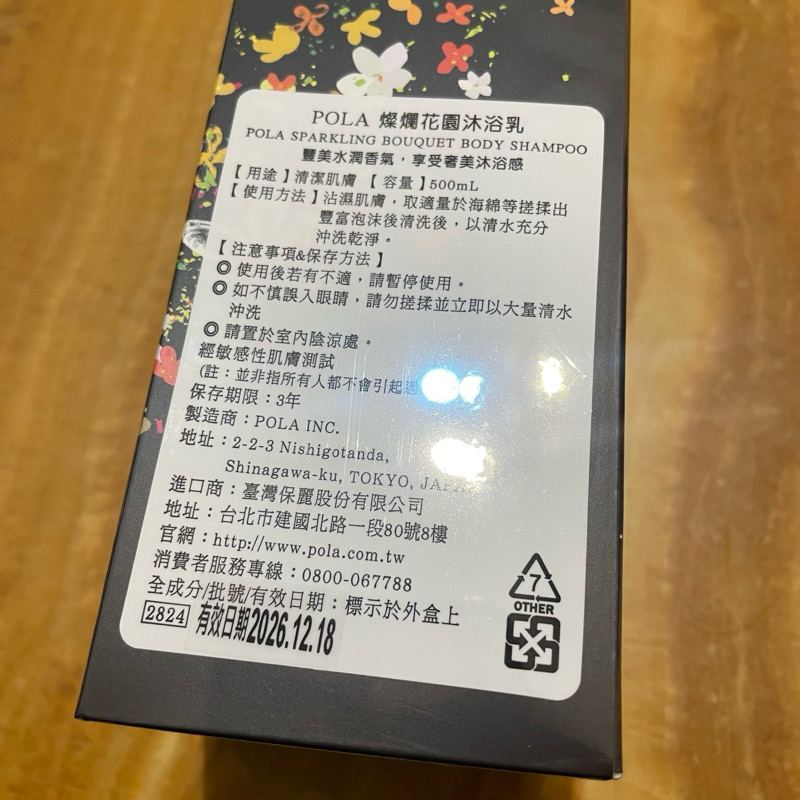 POLA 燦爛花園沐浴乳
POLA SPARKLING BOUQUET BODY SHAMPOO
豐美水潤香氣，享受奢美沐浴感
【用途】清潔肌膚 【容量】500mL
【使用方法】沾濕肌膚，取適量於海綿等搓揉出
豐富泡沫後清洗後，以清水充分
沖洗乾淨。
【注意事項&保存方法】
◎ 使用後若有不適，請暫停使用。
◎ 如不慎誤入眼睛，請勿搓揉並立即以大量清水
沖洗
◎ 請置於室內陰涼處。
經敏感性肌膚測試
(註：並非指所有人都不會引起
保存期限：3年
製造商：POLA INC.
地址：2-2-3 Nishigotanda,
Shinagawa-ku, TOKYO,
進口商：臺灣保麗股份有限公司
地址：台北市建國北路一段80號8樓
官網：http://www.pola.com.tw
消費者服務專線：0800-067788
全成分/批號/有效日期：標示於外盒上
2824 有效日期2026.12.18
7
OTHER